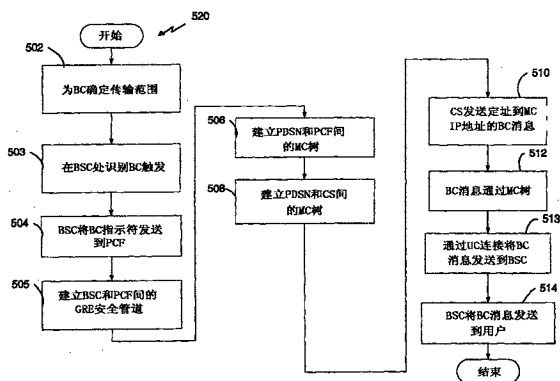 开始
520
502
为BC确定传输范围
503
在BSC处识别BC触发
504
BSC将BC指示符发送
到PCF
505
建立BSC和PCF间的
GRE安全管道
506
建立PDSN和PCF间
的MC树
508
建立PDSN和CS间
的MC树
510
CS发送定址到MC
IP地址的BC消息
512
BC消息通过MC树
513
通过UC连接将BC
消息发送到BSC
514
BSC将BC消息发送
到用户
结束